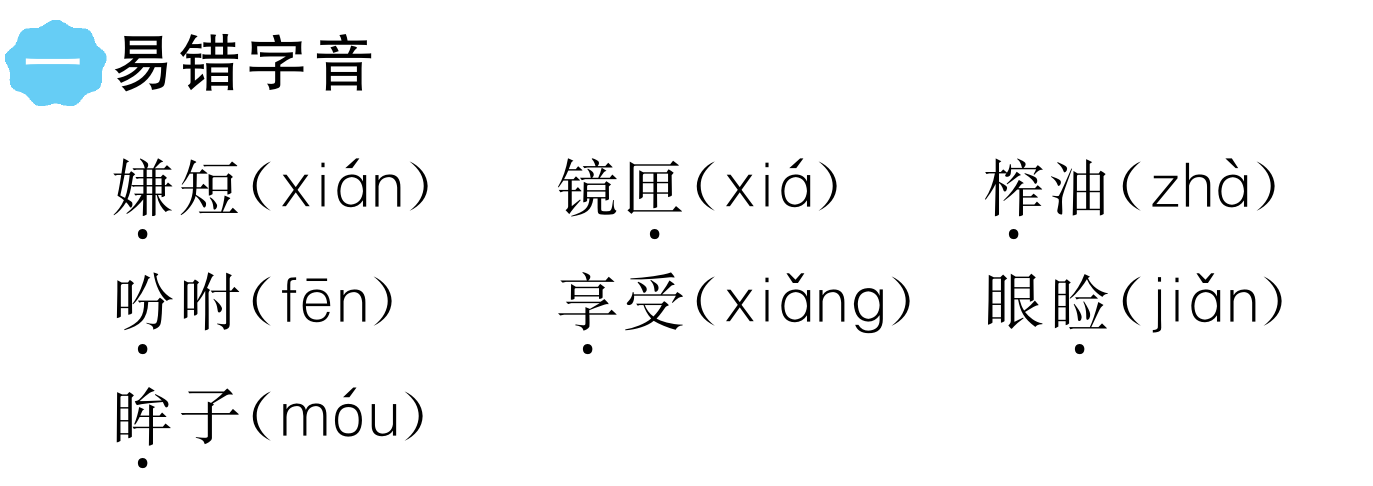 一 易错字音
嫌短(xián) 镜匣(xiá) 榨油(zhà)
吩咐(fēn) 享受(xiǎng) 眼睑(jiǎn)
眸子(móu)